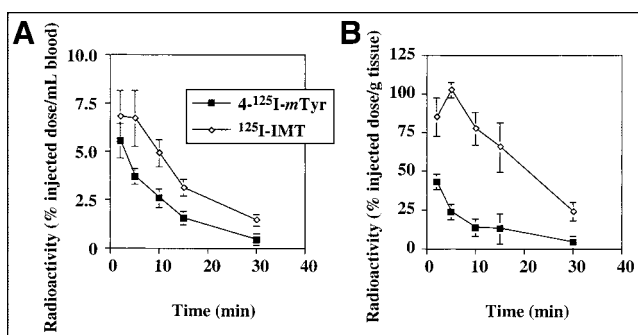 A
Radioactivity (% injected dose/mL blood)
10.0
7.5
5.0
2.5
0
0 10 20 30 40
Time (min)
4-¹²⁵I-mTyr
¹²⁵I-IMT
B
Radioactivity (% injected dose/g tissue)
125
100
75
50
25
0
0 10 20 30 40
Time (min)